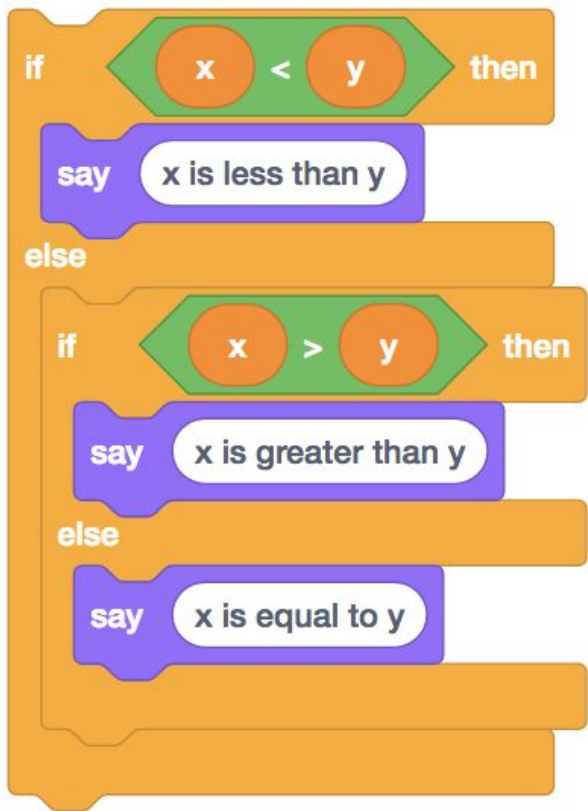 if x < y then
say x is less than y
else
if x > y then
say x is greater than y
else
say x is equal to y